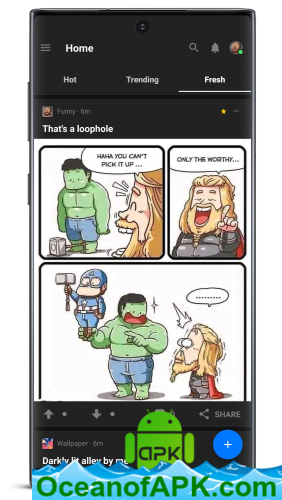 Home
Hot Trending Fresh
Funny · 6m
That's a loophole
HAHA YOU CAN'T
PICK IT UP ...
ONLY THE WORTHY...
.........
SHARE
Wallpaper · 6m
Darkly lit alley by me
apk
OceanofAPK.com